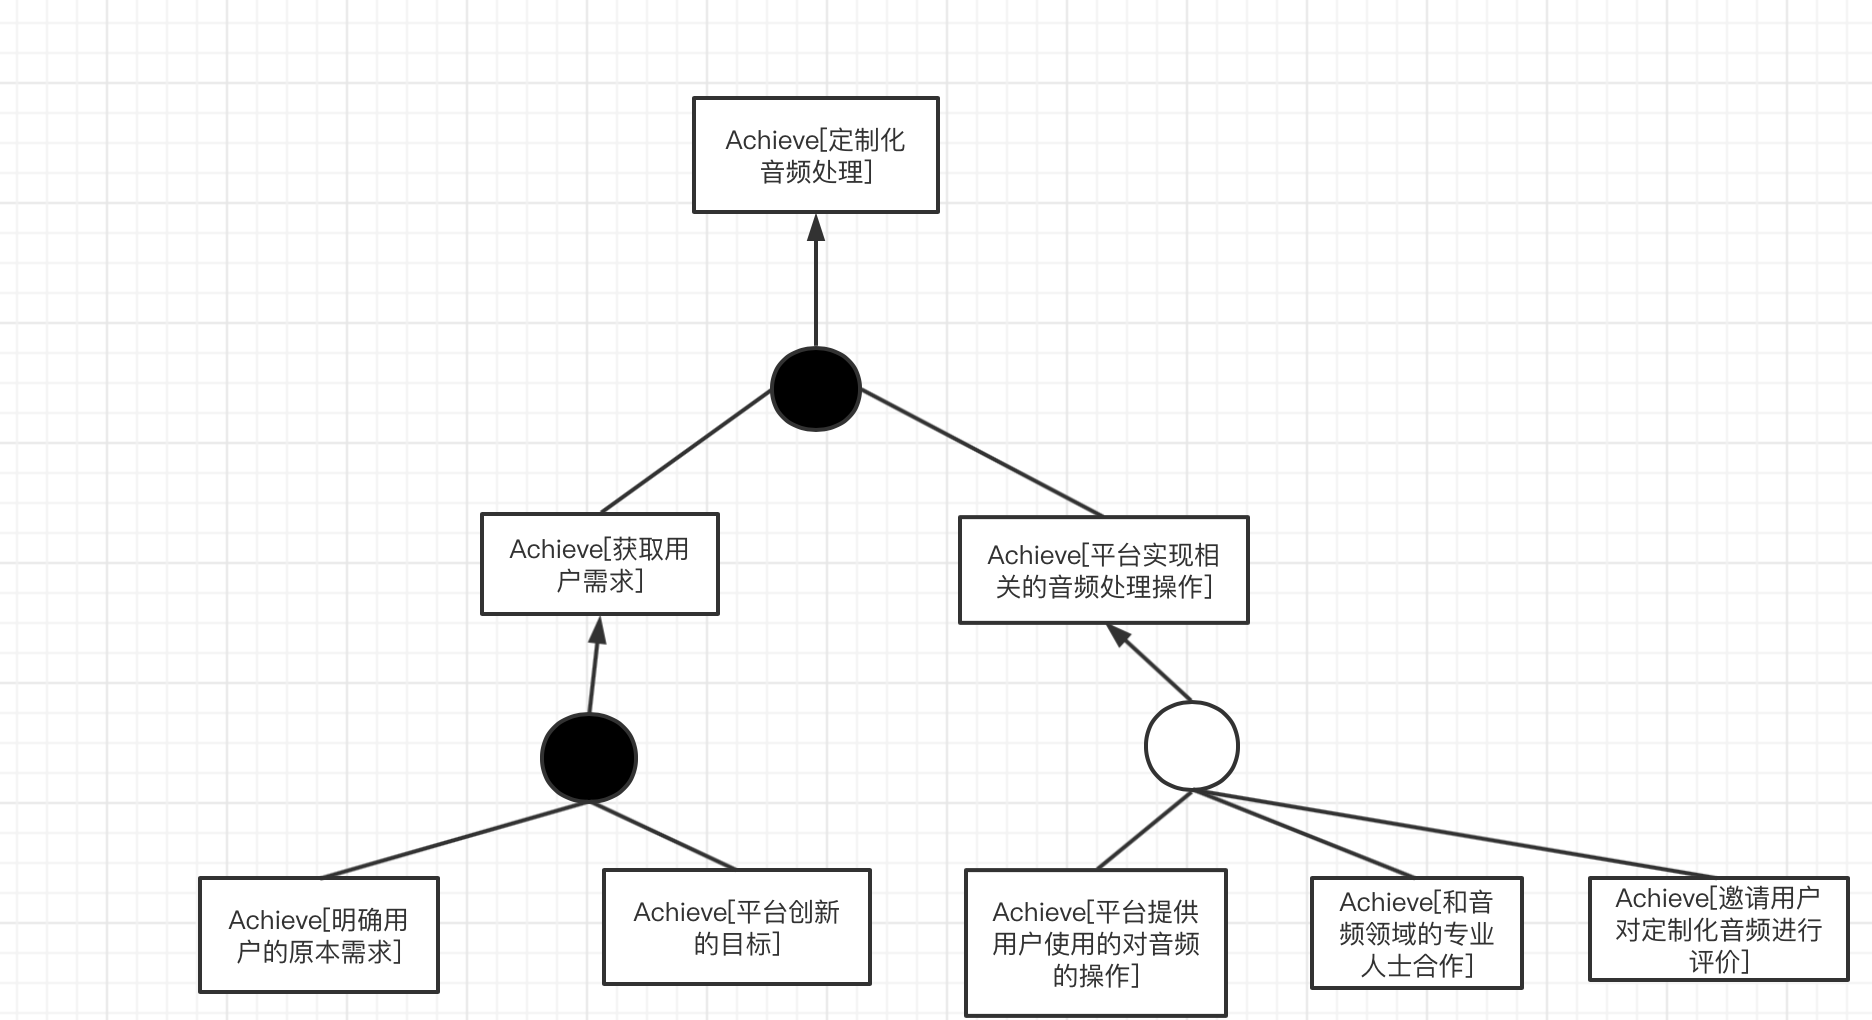 Achieve[定制化
音频处理]
Achieve[获取用
户需求]
Achieve[平台实现相
关的音频处理操作]
Achieve[明确用
户的原本需求]
Achieve[平台创新
的目标]
Achieve[平台提供
用户使用的对音频
的操作]
Achieve[和音
频领域的专业
人士合作]
Achieve[邀请用户
对定制化音频进行
评价]